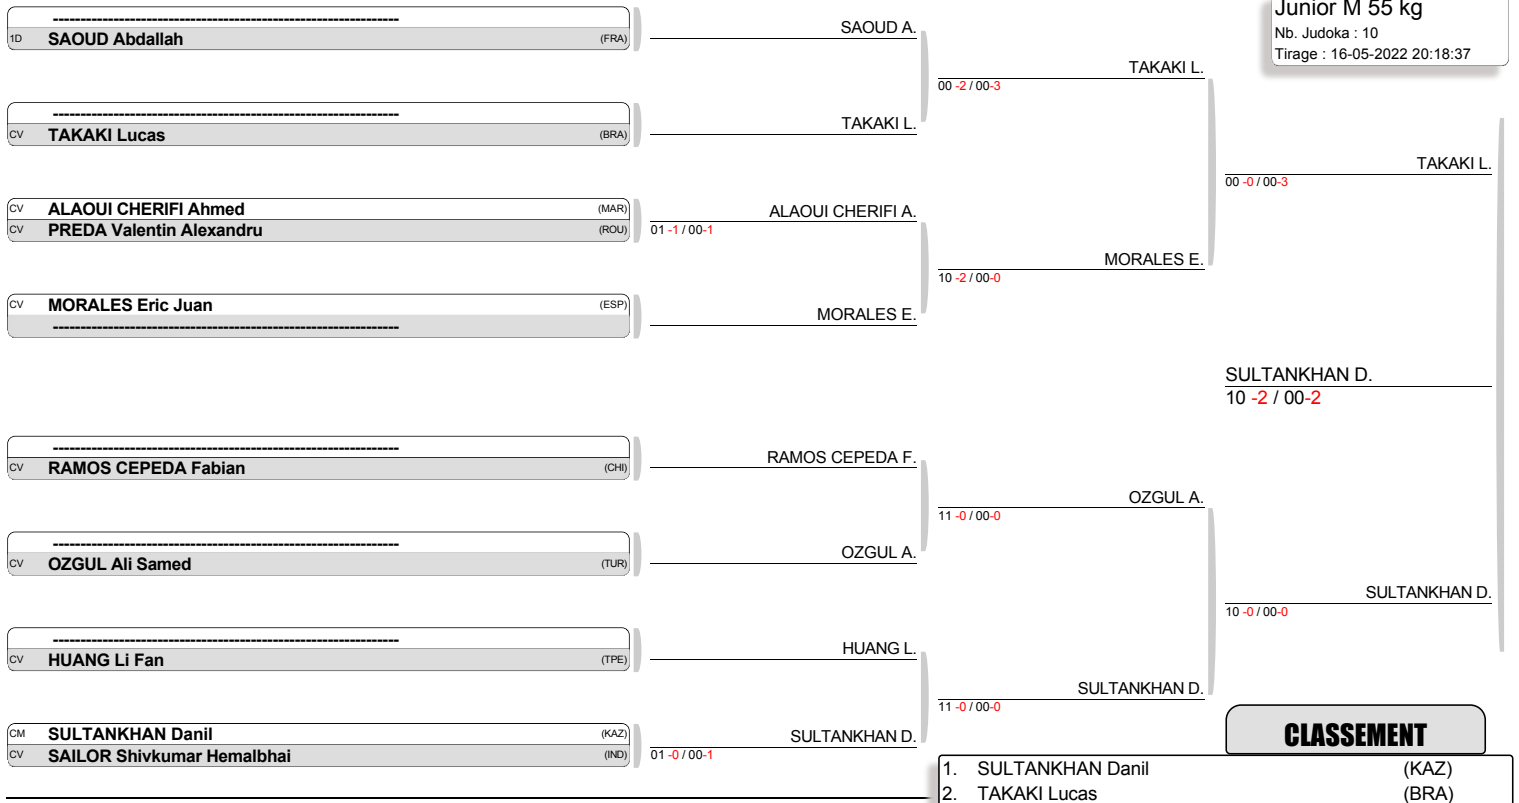 Junior M 55 kg
Nb. Judoka : 10
Tirage : 16-05-2022 20:18:37
----------------------------------------------------------------
1D SAOUD Abdallah (FRA)
----------------------------------------------------------------
CV TAKAKI Lucas (BRA)
CV ALAOUI CHERIFI Ahmed (MAR)
CV PREDA Valentin Alexandru (ROU)
CV MORALES Eric Juan (ESP)
----------------------------------------------------------------
----------------------------------------------------------------
CV RAMOS CEPEDA Fabian (CHI)
----------------------------------------------------------------
CV OZGUL Ali Samed (TUR)
----------------------------------------------------------------
CV HUANG Li Fan (TPE)
CM SULTANKHAN Danil (KAZ)
CV SAILOR Shivkumar Hemalbhai (IND)
SAOUD A.
TAKAKI L.
ALAOUI CHERIFI A.
01 -1 / 00-1
MORALES E.
RAMOS CEPEDA F.
OZGUL A.
HUANG L.
SULTANKHAN D.
01 -0 / 00-1
TAKAKI L.
00 -2 / 00-3
MORALES E.
10 -2 / 00-0
OZGUL A.
11 -0 / 00-0
SULTANKHAN D.
11 -0 / 00-0
TAKAKI L.
00 -0 / 00-3
SULTANKHAN D.
10 -2 / 00-2
SULTANKHAN D.
10 -0 / 00-0
CLASSEMENT
1. SULTANKHAN Danil (KAZ)
2. TAKAKI Lucas (BRA)